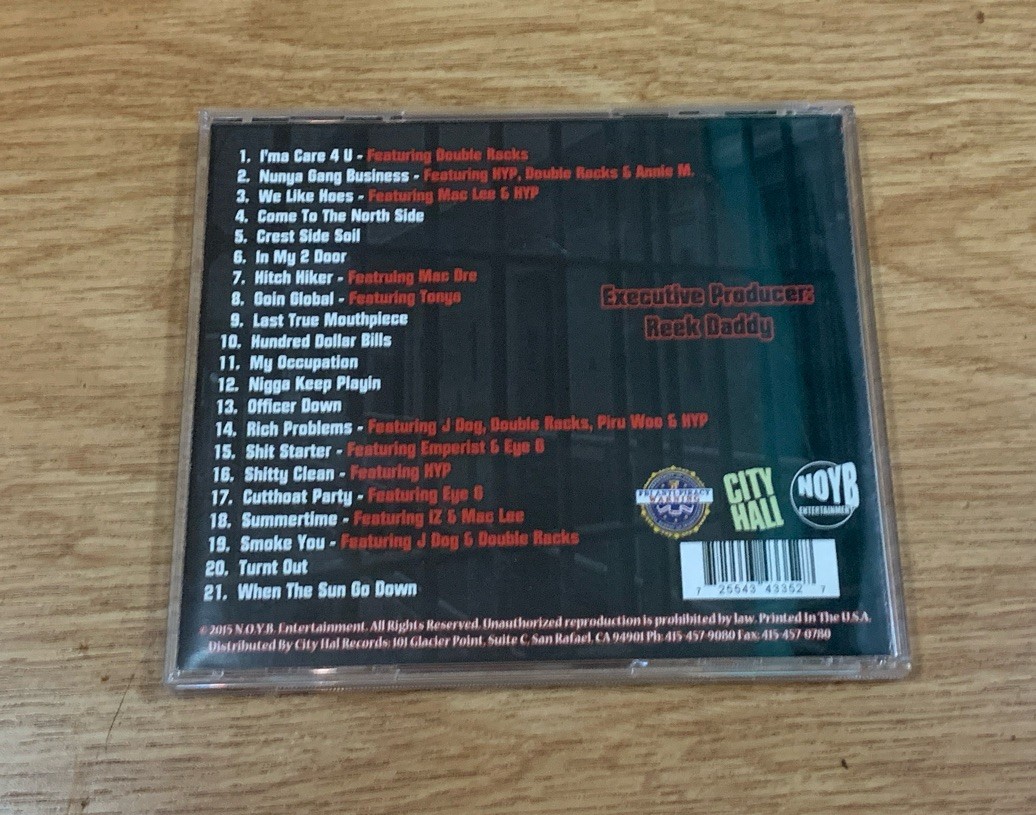 1. I'ma Care 4 U - Featuring Double Racks
2. Nunya Gang Business - Featuring HYP, Double Racks & Annie M.
3. We Like Hoes - Featuring Mac Lee & HYP
4. Come To The North Side
5. Crest Side Soil
6. In My 2 Door
7. Hitch Hiker - Featruing Mac Dre
8. Goin Global - Featuring Tonyo
9. Last True Mouthpiece
10. Hundred Dollar Bills
11. My Occupation
12. Nigga Keep Playin
13. Officer Down
14. Rich Problems - Featuring J Dog, Double Racks, Piru Woo & HYP
15. Shit Starter - Featuring Emperist & Eye G
16. Shitty Clean - Featuring HYP
17. Cutthoat Party - Featuring Eye G
18. Summertime - Featuring IZ & Mac Lee
19. Smoke You - Featuring J Dog & Double Racks
20. Turnt Out
21. When The Sun Go Down
Executive Producer:
Reek Daddy
FBI ANTI-PIRACY
WARNING
CITY
HALL
NOYB
ENTERTAINMENT
7 25543 43352 7
© 2015 N.O.Y.B. Entertainment. All Rights Reserved. Unauthorized reproduction is prohibited by law. Printed In The U.S.A.
Distributed By City Hal Records: 101 Glacier Point, Suite C, San Rafael, CA 94901 Ph: 415-457-9080 Fax: 415-457-0780